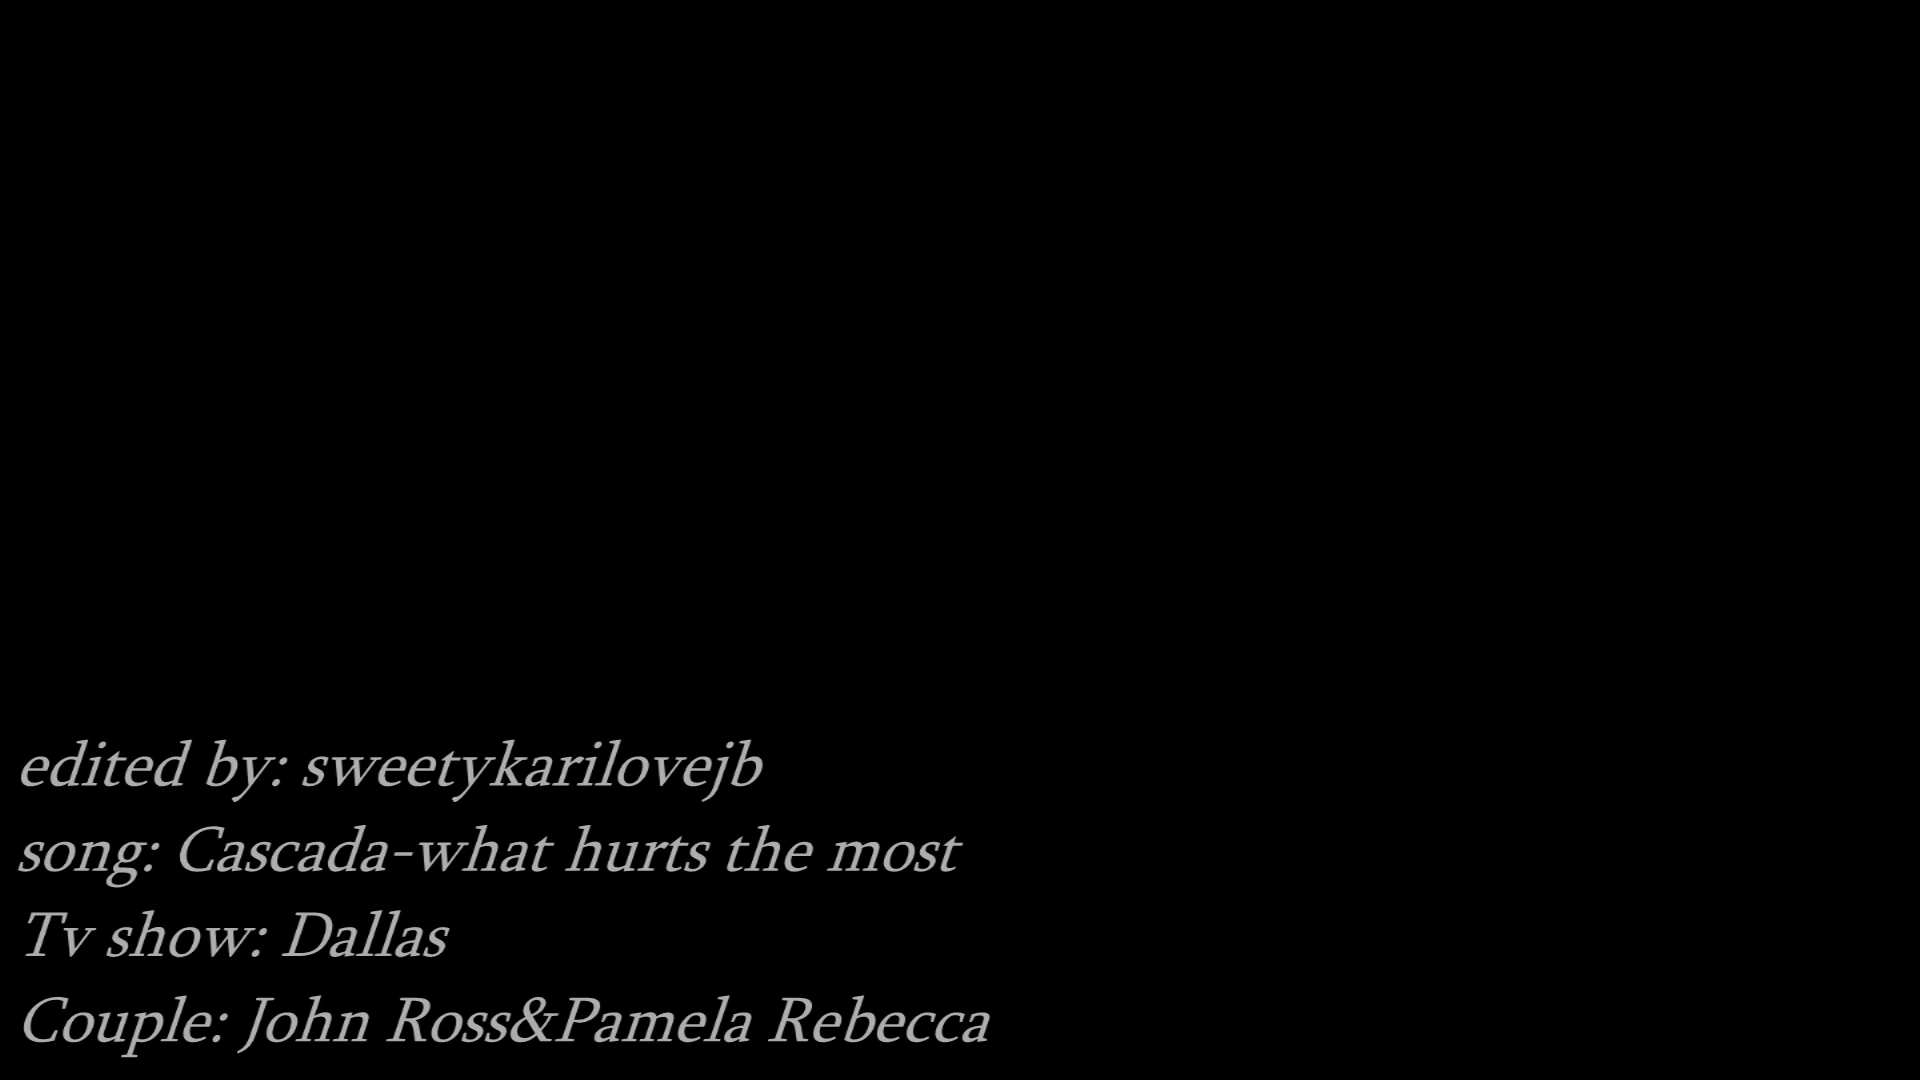 edited by: sweetykarilovejb
song: Cascada-what hurts the most
Tv show: Dallas
Couple: John Ross&Pamela Rebecca